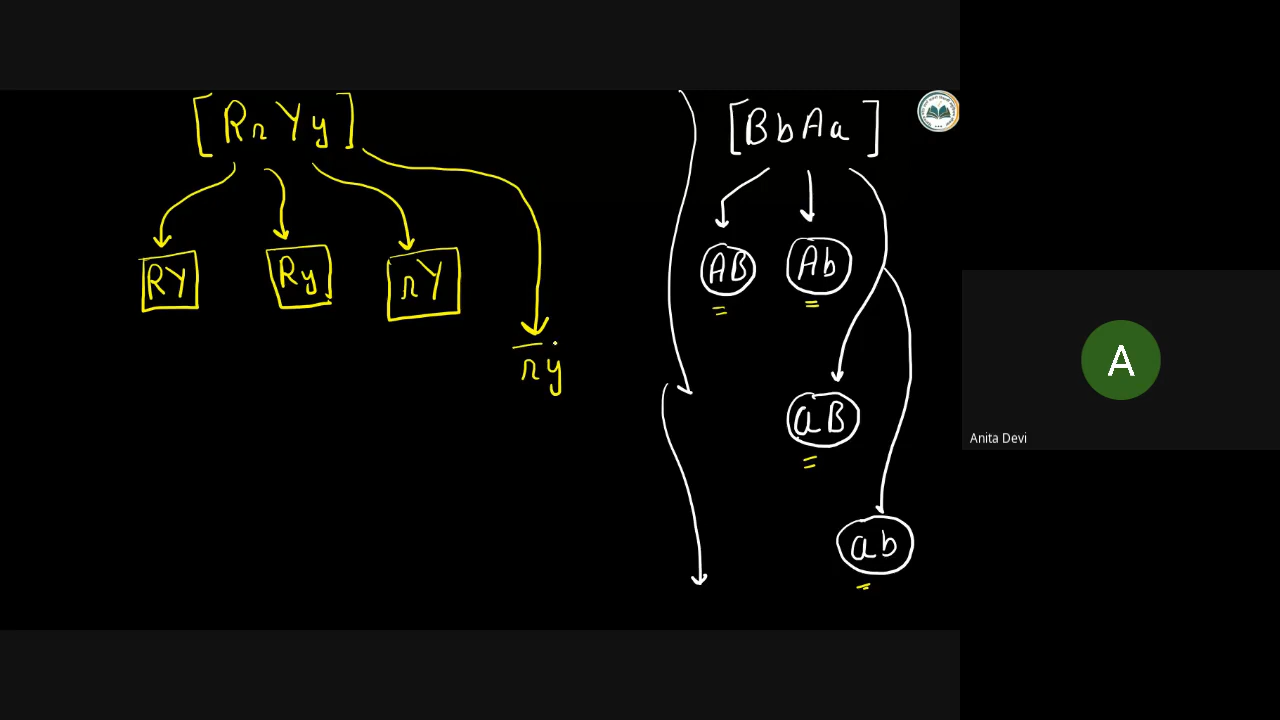 [RrYy]
RY
Ry
rY
ry
[BbAa]
AB
Ab
aB
ab
A
Anita Devi